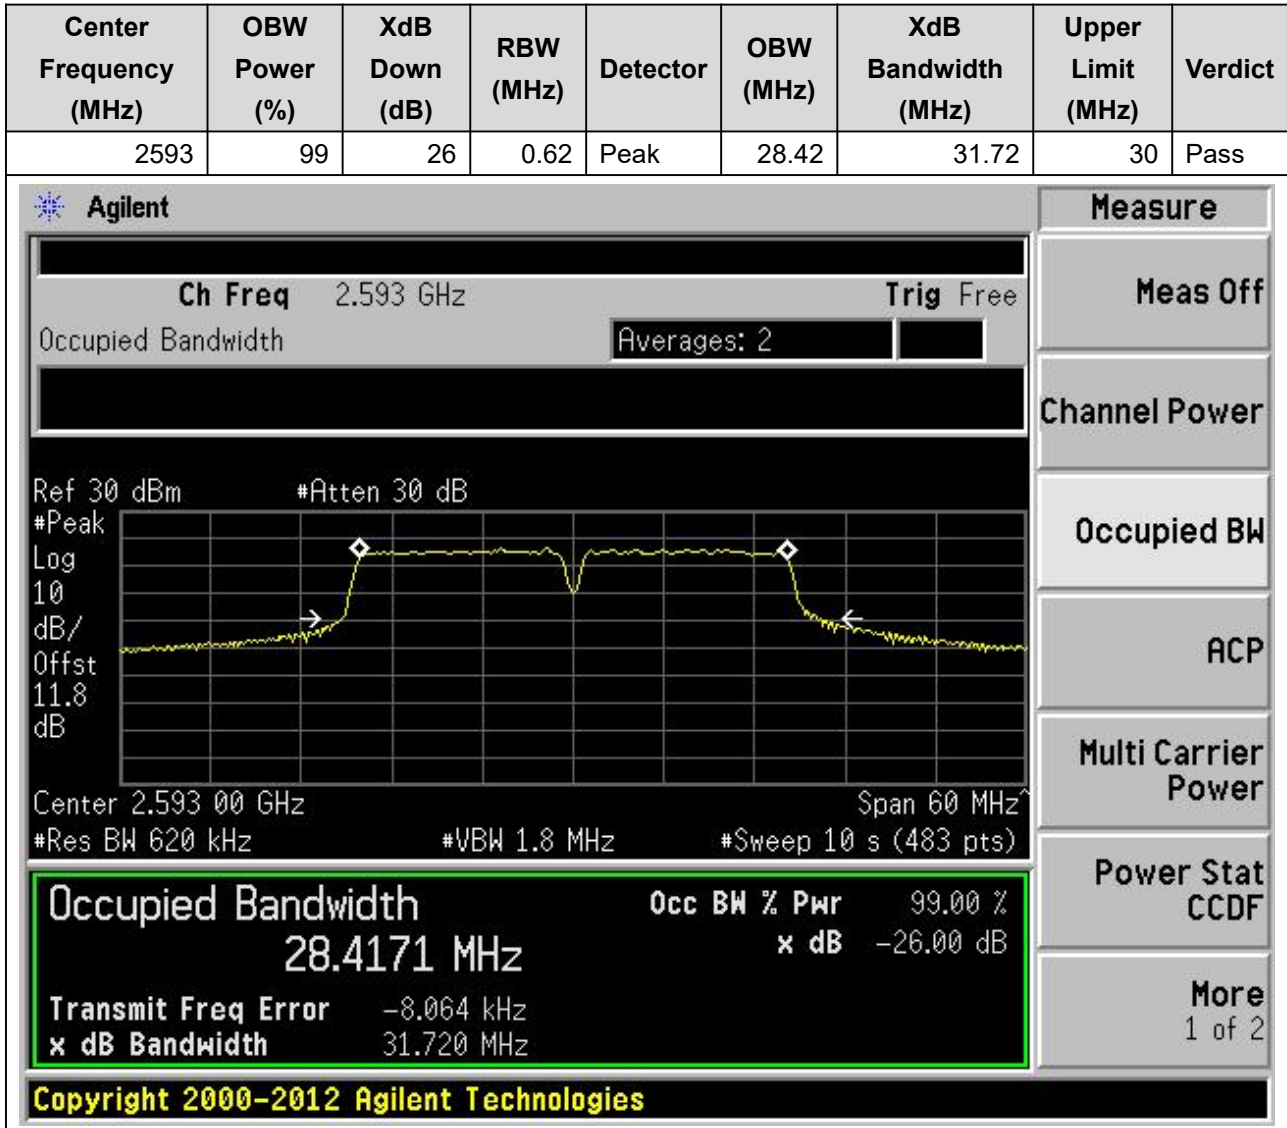 Center Frequency (MHz) OBW Power (%) XdB Down (dB) RBW (MHz) Detector OBW (MHz) XdB Bandwidth (MHz) Upper Limit (MHz) Verdict
2593 99 26 0.62 Peak 28.42 31.72 30 Pass
Agilent
Measure
Ch Freq 2.593 GHz Trig Free
Occupied Bandwidth Averages: 2
Ref 30 dBm #Atten 30 dB
#Peak
Log
10
dB/
Offst
11.8
dB
Center 2.593 00 GHz Span 60 MHz^
#Res BW 620 kHz #VBW 1.8 MHz #Sweep 10 s (483 pts)
Occupied Bandwidth Occ BW % Pwr 99.00 %
28.4171 MHz x dB -26.00 dB
Transmit Freq Error -8.064 kHz
x dB Bandwidth 31.720 MHz
Meas Off
Channel Power
Occupied BW
ACP
Multi Carrier
Power
Power Stat
CCDF
More
1 of 2
Copyright 2000-2012 Agilent Technologies